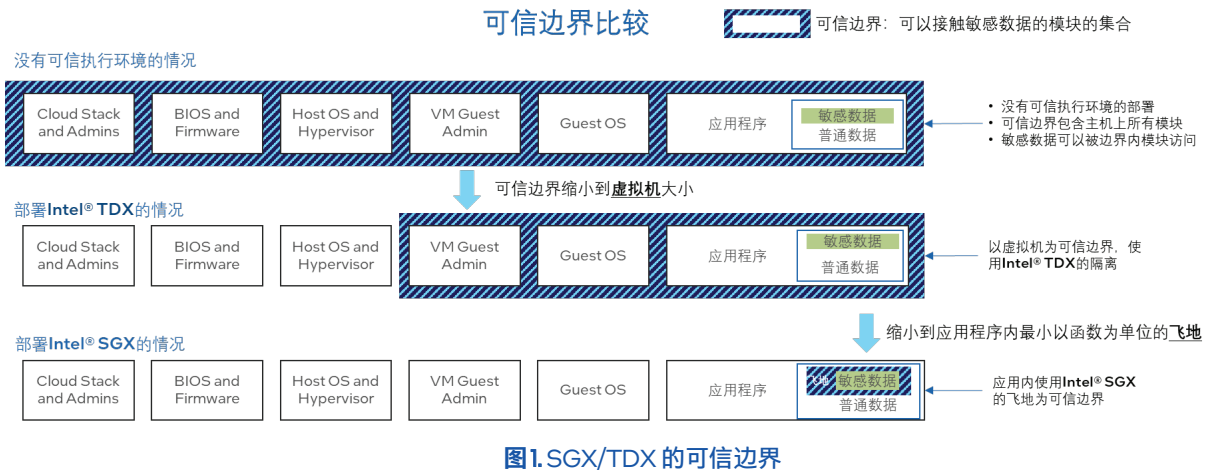 可信边界比较
可信边界：可以接触敏感数据的模块的集合
没有可信执行环境的情况
Cloud Stack
and Admins
BIOS and
Firmware
Host OS and
Hypervisor
VM Guest
Admin
Guest OS
应用程序
敏感数据
普通数据
• 没有可信执行环境的部署
• 可信边界包含主机上所有模块
• 敏感数据可以被边界内模块访问
可信边界缩小到虚拟机大小
部署Intel® TDX的情况
Cloud Stack
and Admins
BIOS and
Firmware
Host OS and
Hypervisor
VM Guest
Admin
Guest OS
应用程序
敏感数据
普通数据
以虚拟机为可信边界，使
用Intel® TDX的隔离
缩小到应用程序内最小以函数为单位的飞地
部署Intel® SGX的情况
Cloud Stack
and Admins
BIOS and
Firmware
Host OS and
Hypervisor
VM Guest
Admin
Guest OS
应用程序
飞地
敏感数据
普通数据
应用内使用Intel® SGX
的飞地为可信边界
图1. SGX/TDX 的可信边界